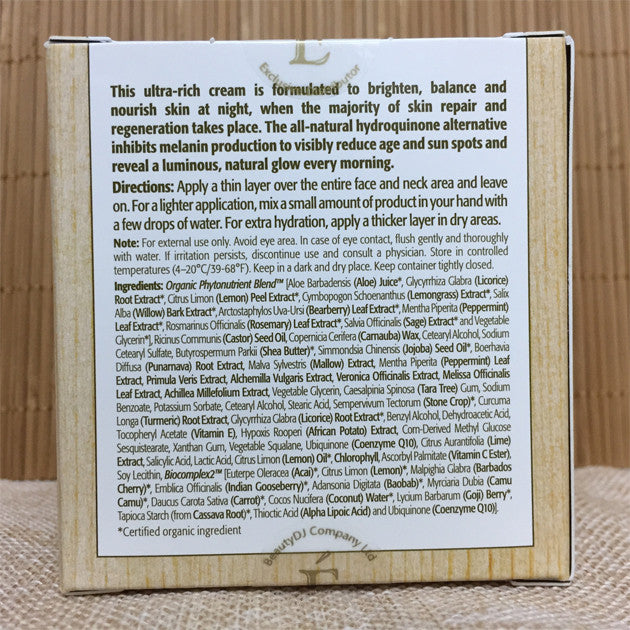 E
Exclusive Distributor
This ultra-rich cream is formulated to brighten, balance and
nourish skin at night, when the majority of skin repair and
regeneration takes place. The all-natural hydroquinone alternative
inhibits melanin production to visibly reduce age and sun spots and
reveal a luminous, natural glow every morning.
Directions: Apply a thin layer over the entire face and neck area and leave
on. For a lighter application, mix a small amount of product in your hand with
a few drops of water. For extra hydration, apply a thicker layer in dry areas.
Note: For external use only. Avoid eye area. In case of eye contact, flush gently and thoroughly
with water. If irritation persists, discontinue use and consult a physician. Store in controlled
temperatures (4–20°C/39-68°F). Keep in a dark and dry place. Keep container tightly closed.
Ingredients: Organic Phytonutrient Blend™ [Aloe Barbadensis (Aloe) Juice*, Glycyrrhiza Glabra (Licorice)
Root Extract*, Citrus Limon (Lemon) Peel Extract*, Cymbopogon Schoenanthus (Lemongrass) Extract*, Salix
Alba (Willow) Bark Extract*, Arctostaphylos Uva-Ursi (Bearberry) Leaf Extract*, Mentha Piperita (Peppermint)
Leaf Extract*, Rosmarinus Officinalis (Rosemary) Leaf Extract*, Salvia Officinalis (Sage) Extract* and Vegetable
Glycerin*], Ricinus Communis (Castor) Seed Oil, Copernicia Cerifera (Carnauba) Wax, Cetearyl Alcohol, Sodium
Cetearyl Sulfate, Butyrospermum Parkii (Shea Butter)*, Simmondsia Chinensis (Jojoba) Seed Oil*, Boerhavia
Diffusa (Punarnava) Root Extract, Malva Sylvestris (Mallow) Extract, Mentha Piperita (Peppermint) Leaf
Extract, Primula Veris Extract, Alchemilla Vulgaris Extract, Veronica Officinalis Extract, Melissa Officinalis
Leaf Extract, Achillea Millefolium Extract, Vegetable Glycerin, Caesalpinia Spinosa (Tara Tree) Gum, Sodium
Benzoate, Potassium Sorbate, Cetearyl Alcohol, Stearic Acid, Sempervivum Tectorum (Stone Crop)*, Curcuma
Longa (Turmeric) Root Extract, Glycyrrhiza Glabra (Licorice) Root Extract*, Benzyl Alcohol, Dehydroacetic Acid,
Tocopheryl Acetate (Vitamin E), Hypoxis Rooperi (African Potato) Extract, Corn-Derived Methyl Glucose
Sesquistearate, Xanthan Gum, Vegetable Squalane, Ubiquinone (Coenzyme Q10), Citrus Aurantifolia (Lime)
Extract, Salicylic Acid, Lactic Acid, Citrus Limon (Lemon) Oil*, Chlorophyll, Ascorbyl Palmitate (Vitamin C Ester),
Soy Lecithin, Biocomplex2™ [Euterpe Oleracea (Acai)*, Citrus Limon (Lemon)*, Malpighia Glabra (Barbados
Cherry)*, Emblica Officinalis (Indian Gooseberry)*, Adansonia Digitata (Baobab)*, Myrciaria Dubia (Camu
Camu)*, Daucus Carota Sativa (Carrot)*, Cocos Nucifera (Coconut) Water*, Lycium Barbarum (Goji) Berry*,
Tapioca Starch (from Cassava Root)*, Thioctic Acid (Alpha Lipoic Acid) and Ubiquinone (Coenzyme Q10)].
*Certified organic ingredient
BeautyDJ Company Ltd
E